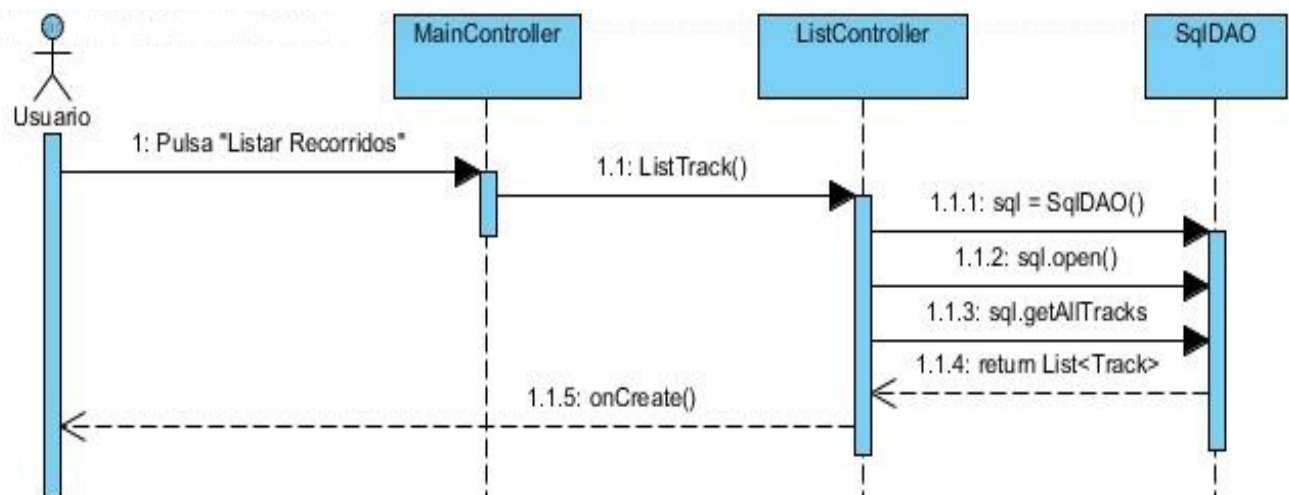 MainController
ListController
SqlDAO
Usuario
1: Pulsa "Listar Recorridos"
1.1: ListTrack()
1.1.1: sql = SqlDAO()
1.1.2: sql.open()
1.1.3: sql.getAllTracks
1.1.4: return List<Track>
1.1.5: onCreate()